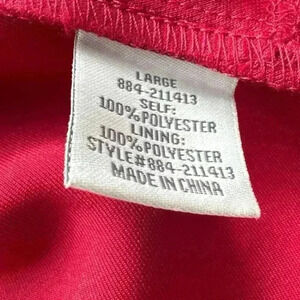 LARGE
884-211413
SELF:
100%POLYESTER
LINING:
100%POLYESTER
STYLE#884-211413
MADE IN CHINA